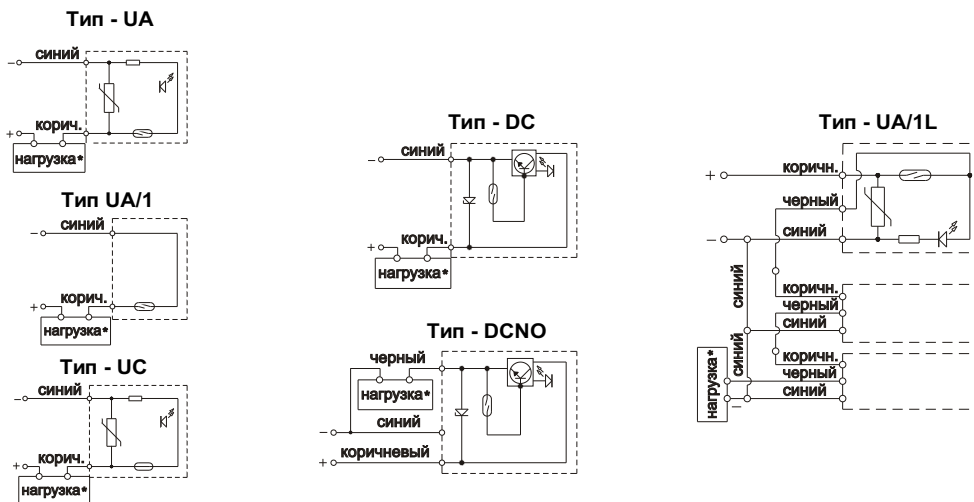 Тип - UA
синий
−
+
корич.
нагрузка*
Тип UA/1
синий
−
+
корич.
нагрузка*
Тип - UC
синий
−
+
корич.
нагрузка*
Тип - DC
синий
−
+
корич.
нагрузка*
Тип - DCNO
черный
нагрузка*
синий
−
+
коричневый
Тип - UA/1L
коричн.
+
черный
синий
−
синий
коричн.
черный
синий
синий
коричн.
черный
синий
нагрузка*
−